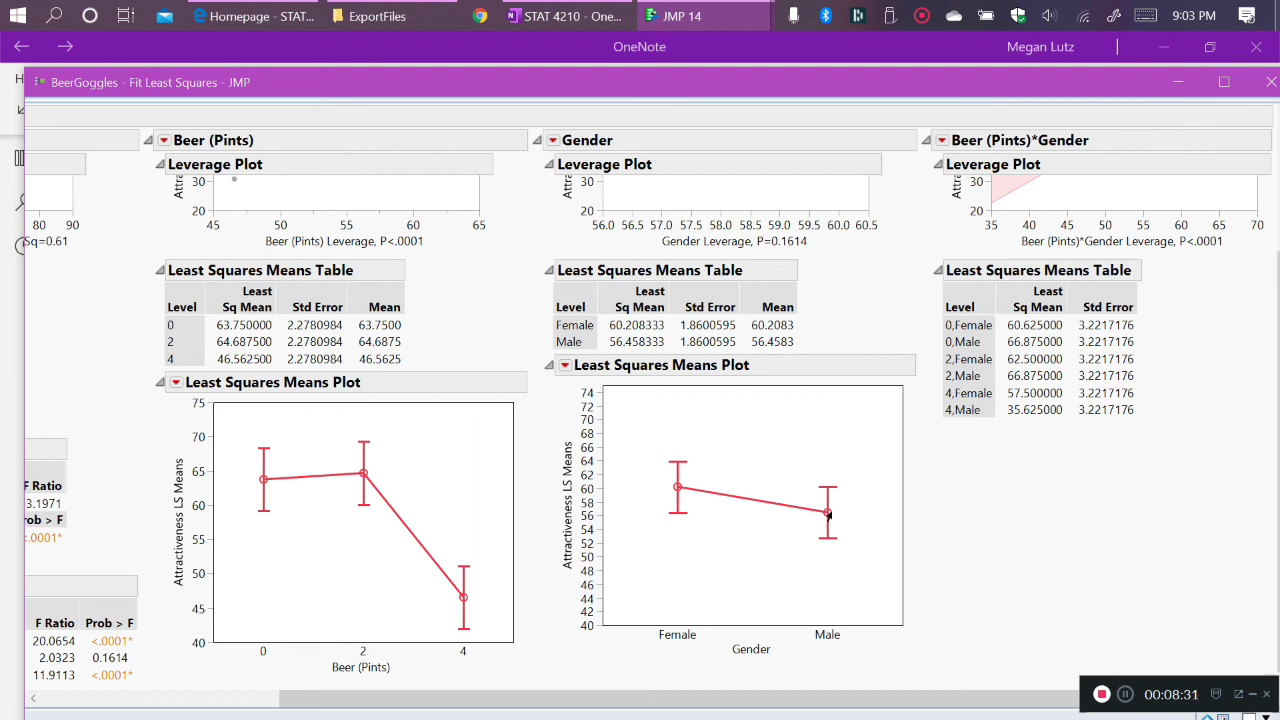 Homepage - STAT...
ExportFiles
STAT 4210 - One...
JMP 14
9:03 PM
OneNote
Megan Lutz
BeerGoggles - Fit Least Squares - JMP
Beer (Pints)
Leverage Plot
30
20
45 50 55 60 65
Beer (Pints) Leverage, P<.0001
Least Squares Means Table
Least
Level Sq Mean Std Error Mean
0 63.750000 2.2780984 63.7500
2 64.687500 2.2780984 64.6875
4 46.562500 2.2780984 46.5625
Least Squares Means Plot
Attractiveness LS Means
75
70
65
60
55
50
45
40
0 2 4
Beer (Pints)
Gender
Leverage Plot
30
20
56.0 57.0 57.5 58.0 58.5 59.0 59.5 60.0 60.5
Gender Leverage, P=0.1614
Least Squares Means Table
Least
Level Sq Mean Std Error Mean
Female 60.208333 1.8600595 60.2083
Male 56.458333 1.8600595 56.4583
Least Squares Means Plot
Attractiveness LS Means
74
72
70
68
66
64
62
60
58
56
54
52
50
48
46
44
42
40
Female Male
Gender
Beer (Pints)*Gender
Leverage Plot
30
20
35 40 45 50 55 60 65 70
Beer (Pints)*Gender Leverage, P<.0001
Least Squares Means Table
Least
Level Sq Mean Std Error
0,Female 60.625000 3.2217176
0,Male 66.875000 3.2217176
2,Female 62.500000 3.2217176
2,Male 66.875000 3.2217176
4,Female 57.500000 3.2217176
4,Male 35.625000 3.2217176
80 90
Sq=0.61
F Ratio
3.1971
ob > F
<.0001*
F Ratio Prob > F
20.0654 <.0001*
2.0323 0.1614
11.9113 <.0001*
00:08:31